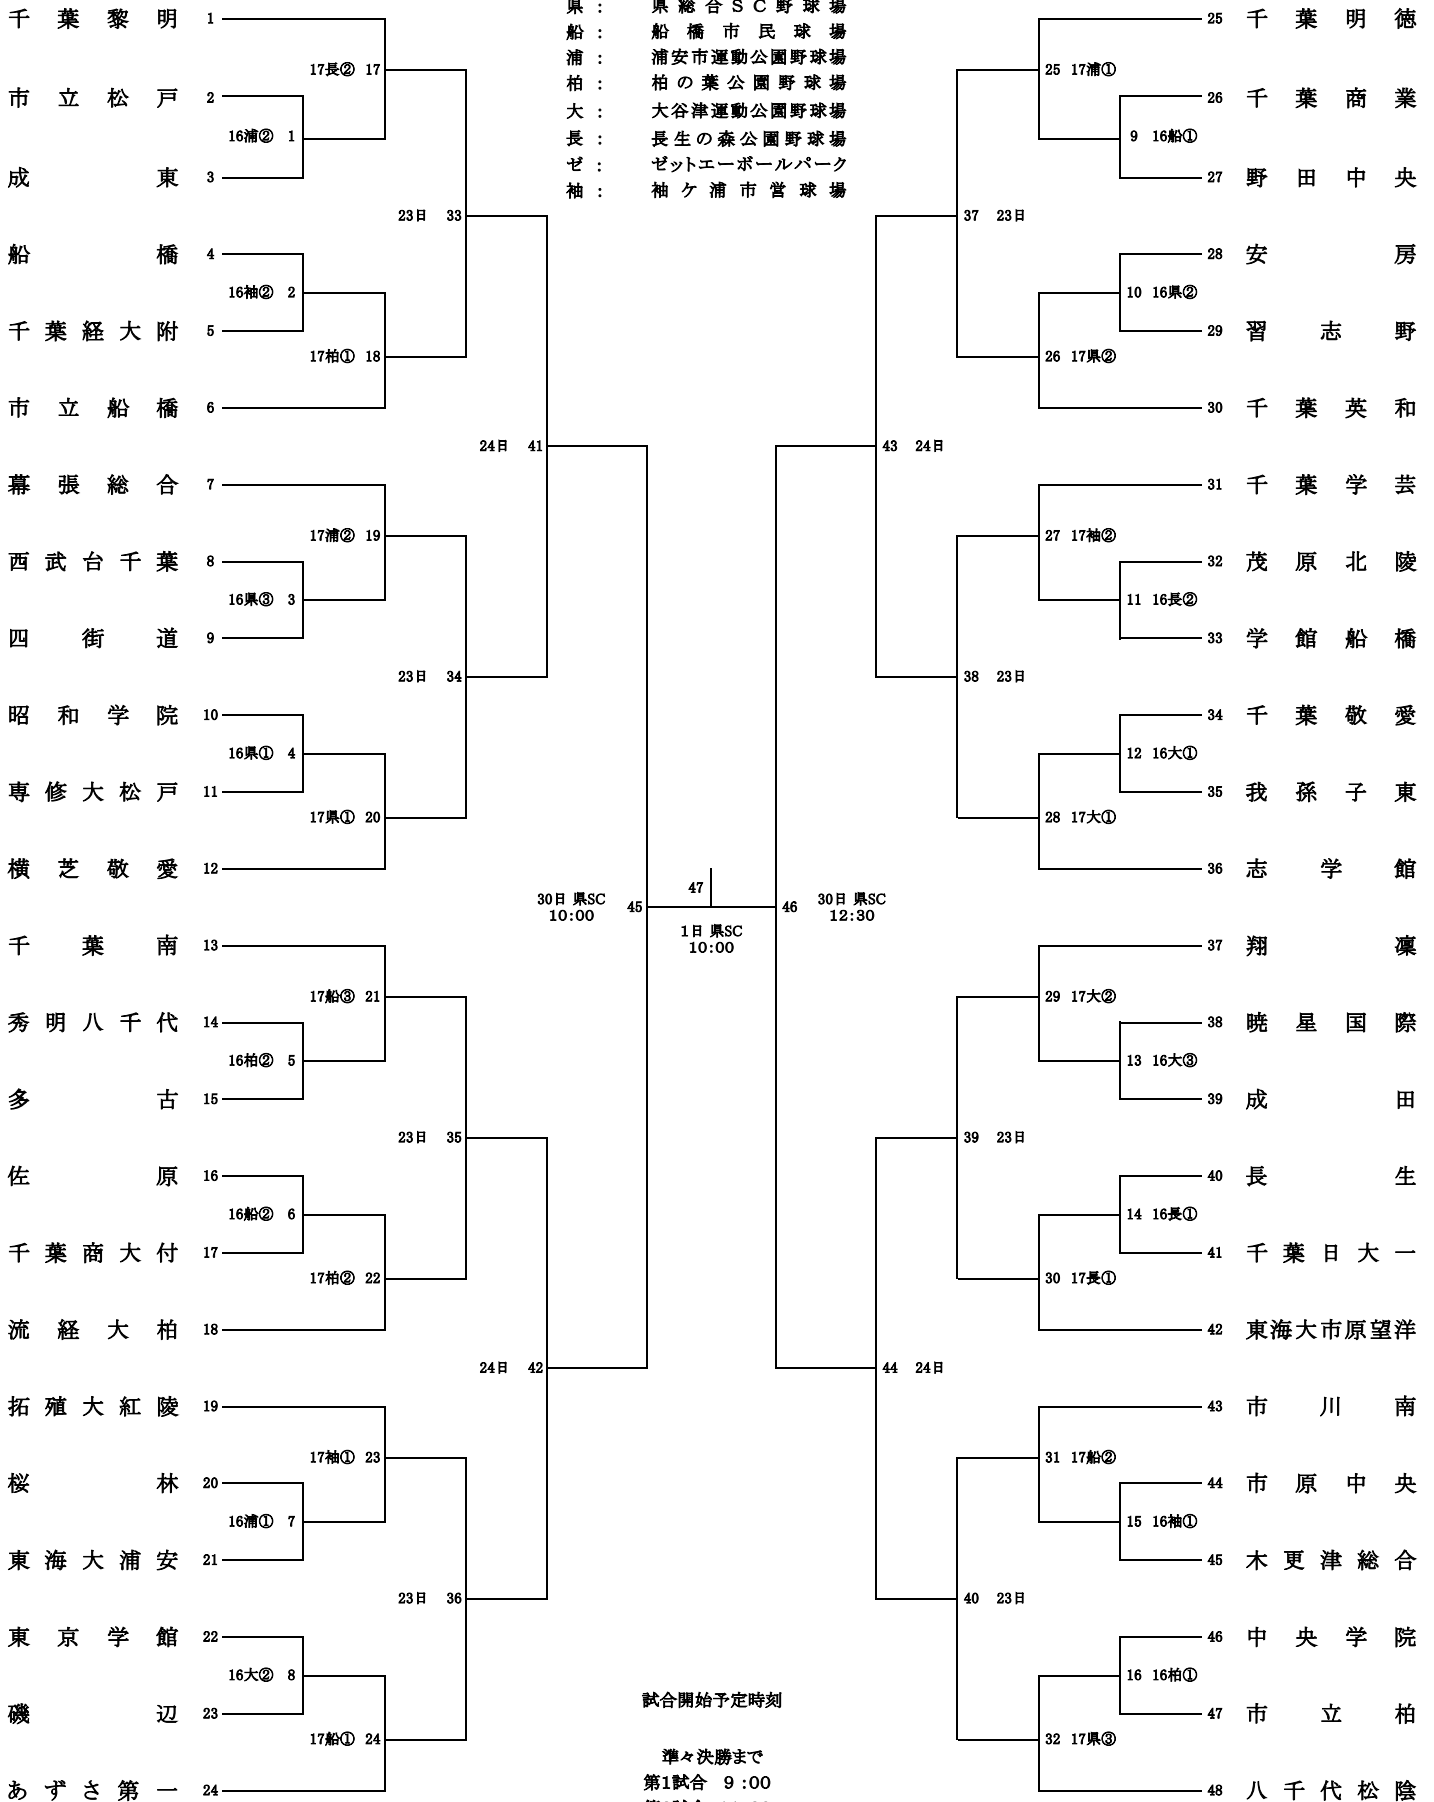 県 ： 県総合ＳＣ野球場
船 ： 船橋市民球場
浦 ： 浦安市運動公園野球場
柏 ： 柏の葉公園野球場
大 ： 大谷津運動公園野球場
長 ： 長生の森公園野球場
ゼ ： ゼットエーボールパーク
袖 ： 袖ケ浦市営球場
千葉黎明 1
17長② 17
市立松戸 2
16浦② 1
成東 3
23日 33
船橋 4
16袖② 2
千葉経大附 5
17柏① 18
市立船橋 6
24日 41
幕張総合 7
17浦② 19
西武台千葉 8
16県③ 3
四街道 9
23日 34
昭和学院 10
16県① 4
専修大松戸 11
17県① 20
横芝敬愛 12
30日 県SC
10:00
45
千葉南 13
17船③ 21
秀明八千代 14
16柏② 5
多古 15
23日 35
佐原 16
16船② 6
千葉商大付 17
17柏② 22
流経大柏 18
24日 42
拓殖大紅陵 19
17袖① 23
桜林 20
16浦① 7
東海大浦安 21
23日 36
東京学館 22
16大② 8
磯辺 23
17船① 24
あずさ第一 24
47
1日 県SC
10:00
25 千葉明徳
25 17浦①
26 千葉商業
9 16船①
27 野田中央
37 23日
28 安房
10 16県②
29 習志野
26 17県②
30 千葉英和
43 24日
31 千葉学芸
27 17袖②
32 茂原北陵
11 16長②
33 学館船橋
38 23日
34 千葉敬愛
12 16大①
35 我孫子東
28 17大①
36 志学館
46
30日 県SC
12:30
37 翔凜
29 17大②
38 暁星国際
13 16大③
39 成田
39 23日
40 長生
14 16長①
41 千葉日大一
30 17長①
42 東海大市原望洋
44 24日
43 市川南
31 17船②
44 市原中央
15 16袖①
45 木更津総合
40 23日
46 中央学院
16 16柏①
47 市立柏
32 17県③
48 八千代松陰
試合開始予定時刻
準々決勝まで
第1試合 9：00